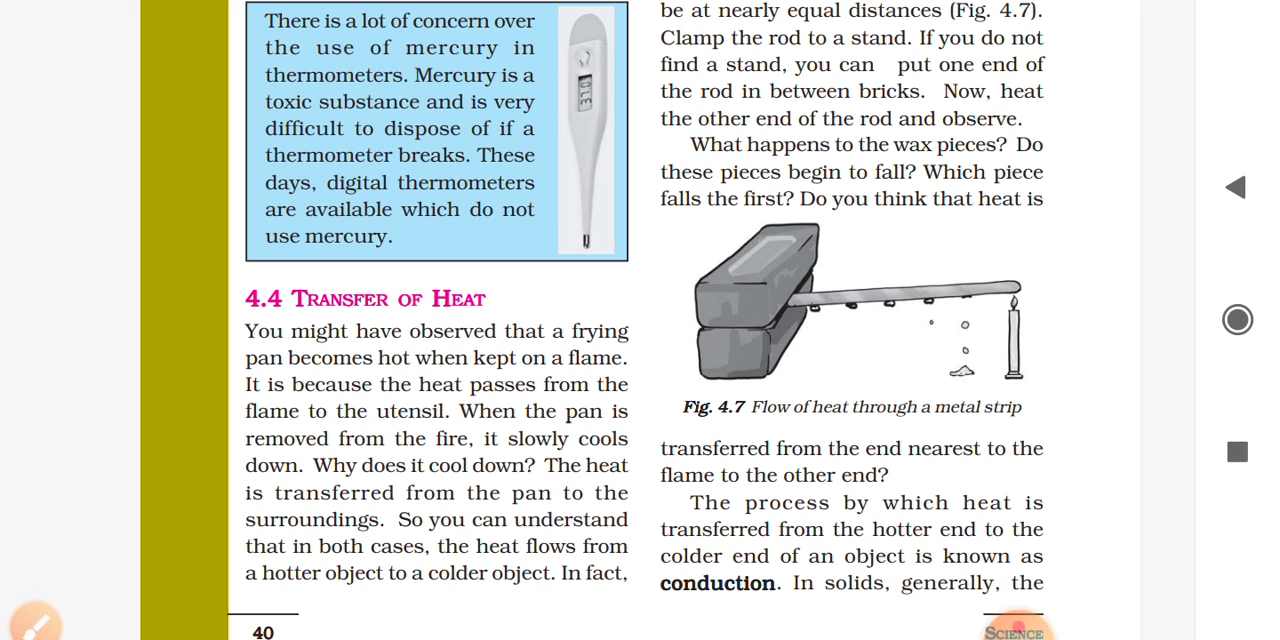 There is a lot of concern over
the use of mercury in
thermometers. Mercury is a
toxic substance and is very
difficult to dispose of if a
thermometer breaks. These
days, digital thermometers
are available which do not
use mercury.
4.4 TRANSFER OF HEAT
You might have observed that a frying
pan becomes hot when kept on a flame.
It is because the heat passes from the
flame to the utensil. When the pan is
removed from the fire, it slowly cools
down. Why does it cool down? The heat
is transferred from the pan to the
surroundings. So you can understand
that in both cases, the heat flows from
a hotter object to a colder object. In fact,
40
be at nearly equal distances (Fig. 4.7).
Clamp the rod to a stand. If you do not
find a stand, you can put one end of
the rod in between bricks. Now, heat
the other end of the rod and observe.
What happens to the wax pieces? Do
these pieces begin to fall? Which piece
falls the first? Do you think that heat is
Fig. 4.7 Flow of heat through a metal strip
transferred from the end nearest to the
flame to the other end?
The process by which heat is
transferred from the hotter end to the
colder end of an object is known as
conduction. In solids, generally, the
SCIENCE